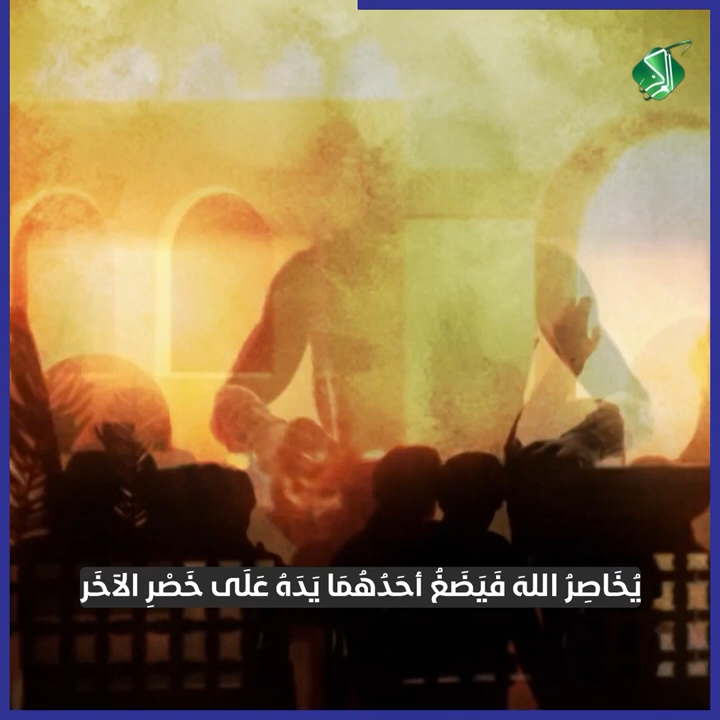 يُخَاصِرُ اللهَ فَيَضَعُ أحَدُهُمَا يَدَهُ عَلَى خَصْرِ الآخَر